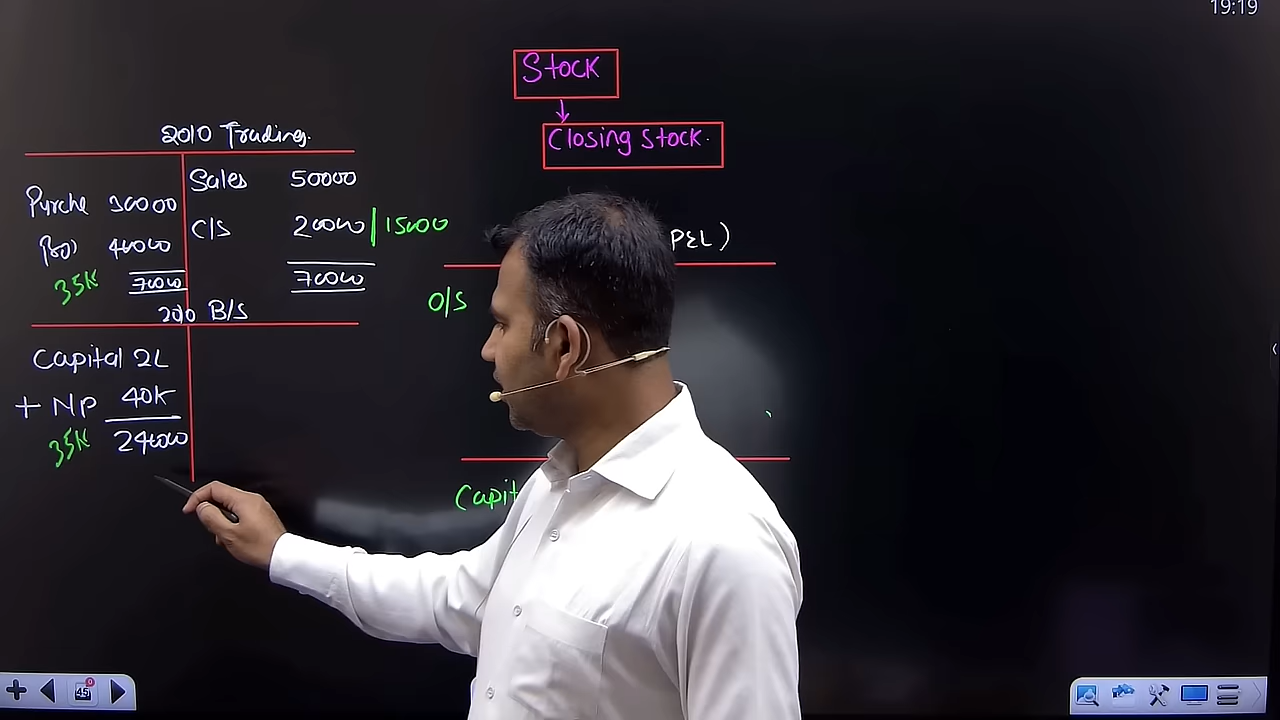 19:19
Stock
Closing Stock.
2010 Trading.
Purche 30000
Sales 50000
40000
C/S 20000 | 15000
35K 70000
70000
2010 B/S
Capital 2L
+ NP 40K
35K 240000
P&L)
O/S
Capit
45